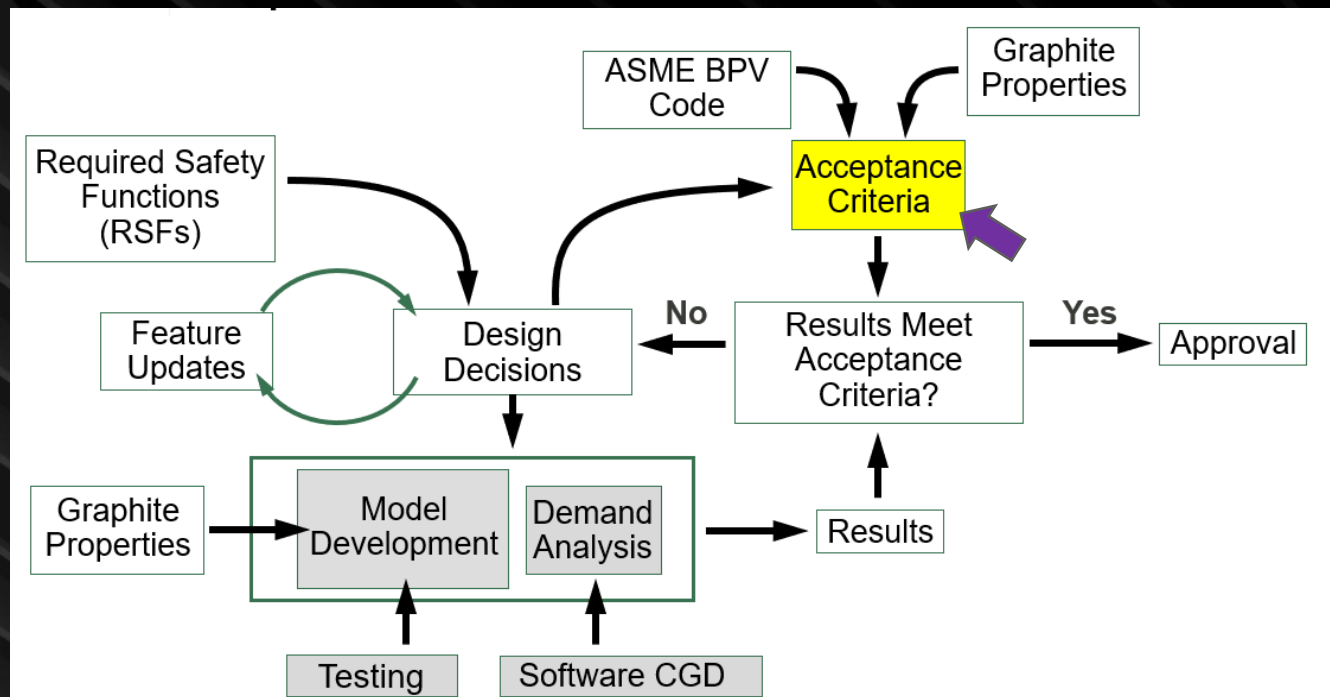 ASME BPV
Code
Graphite
Properties
Required Safety
Functions
(RSFs)
Acceptance
Criteria
Feature
Updates
Design
Decisions
No
Results Meet
Acceptance
Criteria?
Yes
Approval
Graphite
Properties
Model
Development
Demand
Analysis
Results
Testing
Software CGD